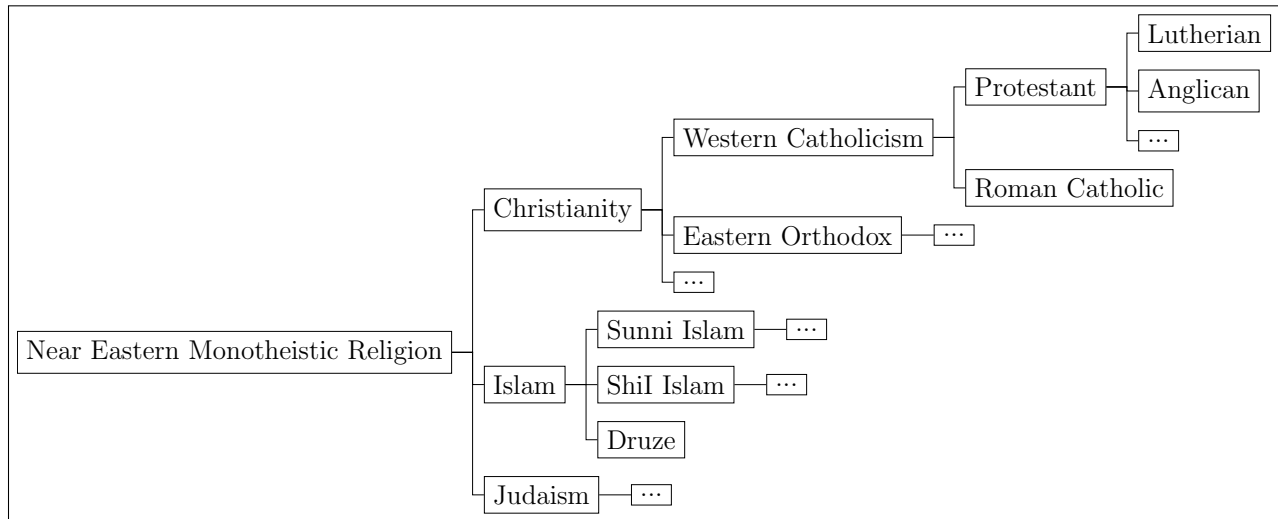 Lutherian
Protestant
Anglican
Western Catholicism
...
Roman Catholic
Christianity
Eastern Orthodox
...
...
Sunni Islam
...
Near Eastern Monotheistic Religion
Islam
ShiI Islam
...
Druze
Judaism
...